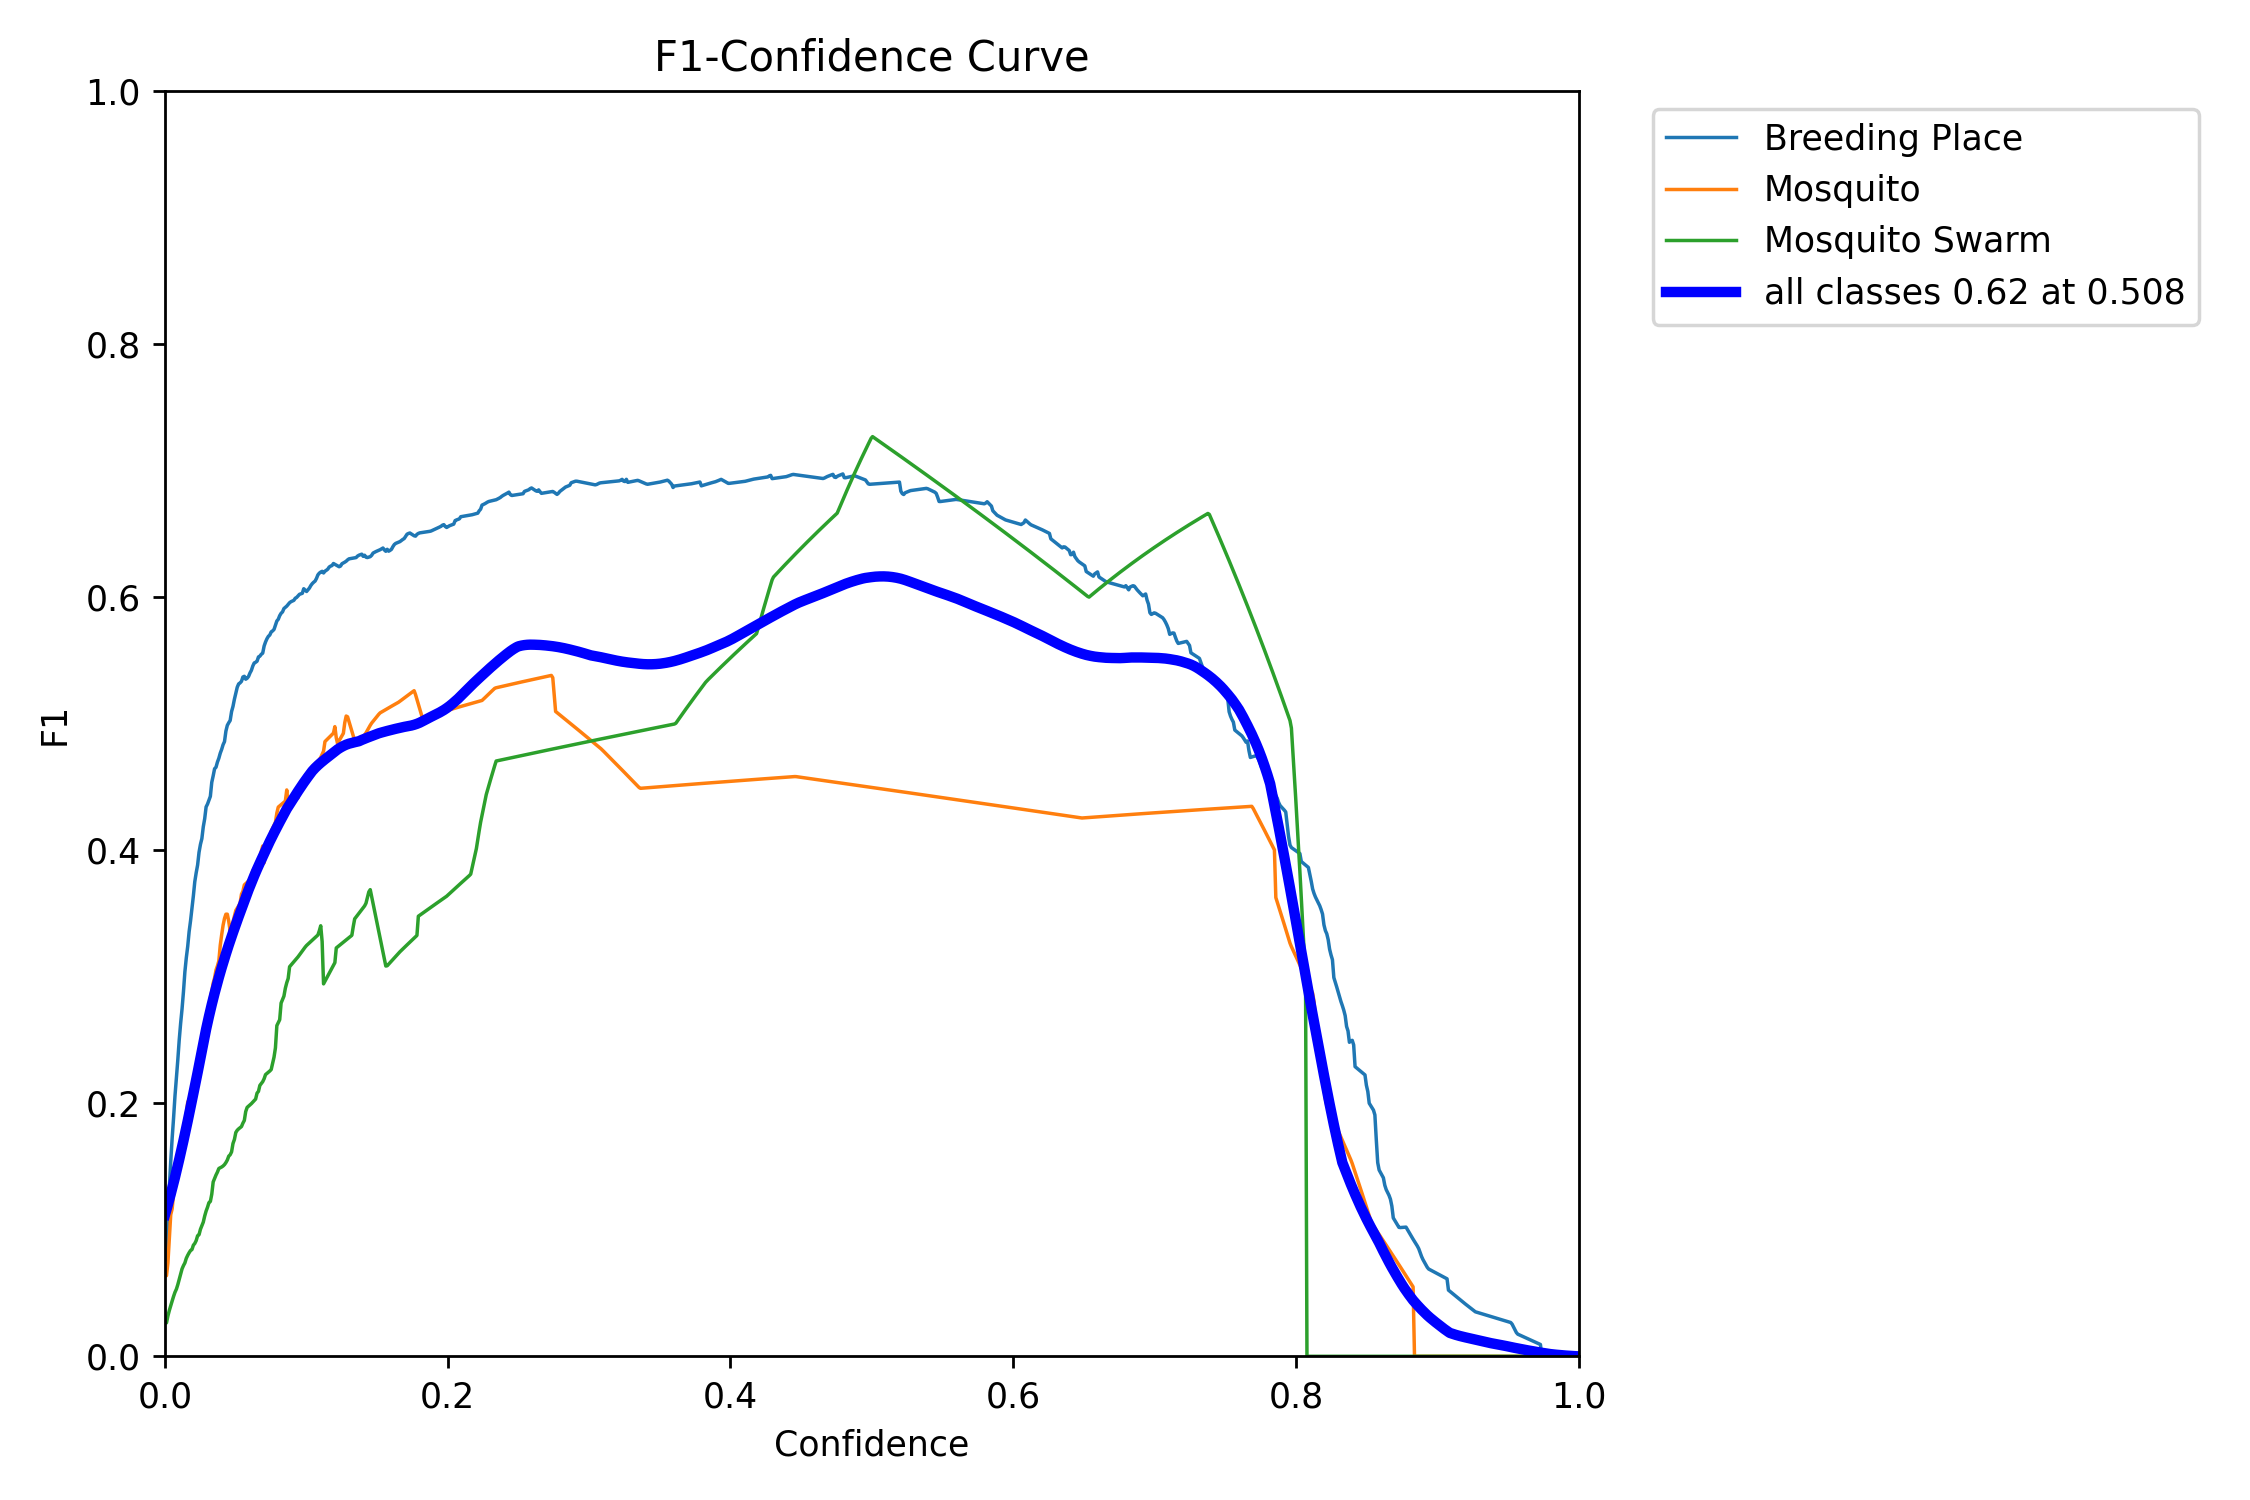 F1-Confidence Curve
1.0
0.8
0.6
0.4
0.2
0.0
F1
0.0 0.2 0.4 0.6 0.8 1.0
Confidence
Breeding Place
Mosquito
Mosquito Swarm
all classes 0.62 at 0.508